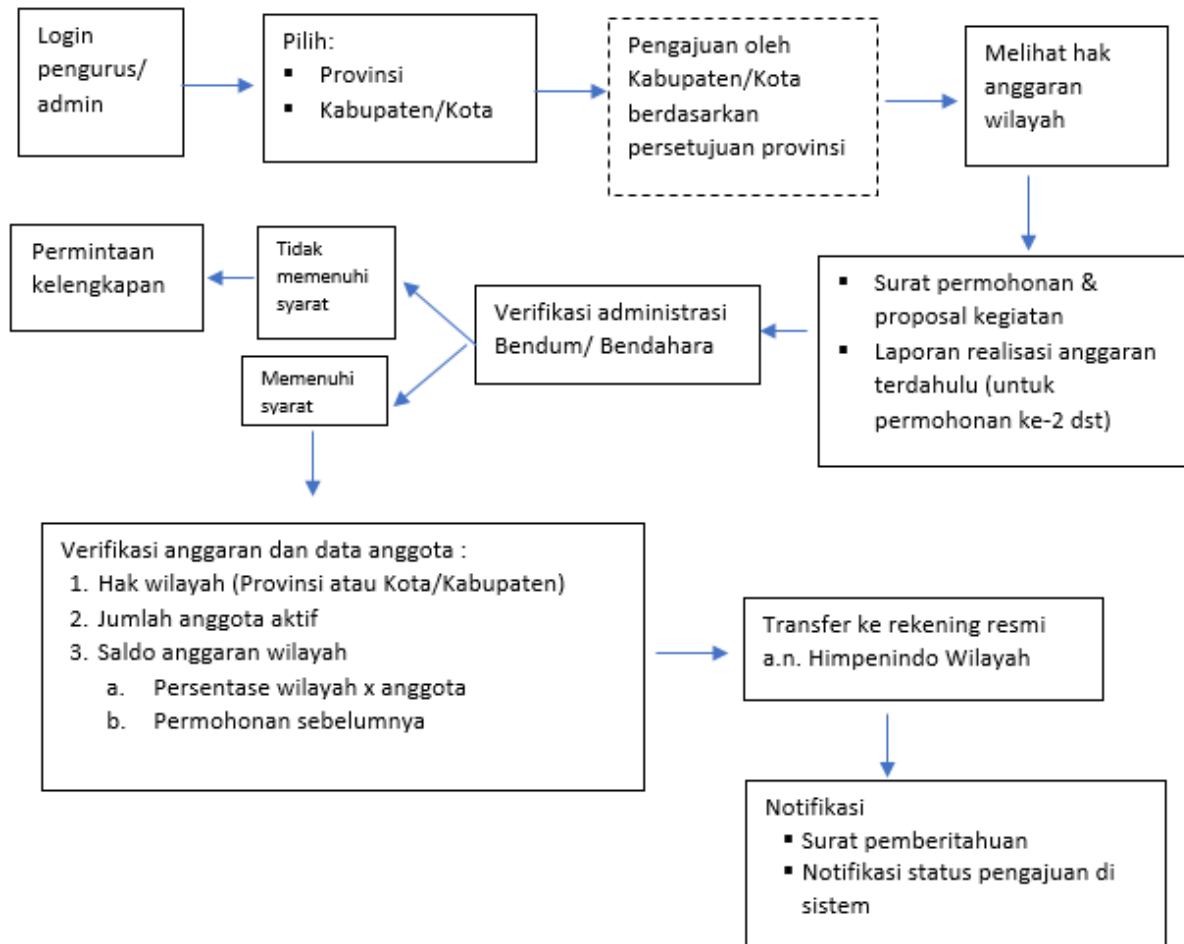 Login
pengurus/
admin
Pilih:
▪ Provinsi
▪ Kabupaten/Kota
Pengajuan oleh
Kabupaten/Kota
berdasarkan
persetujuan provinsi
Melihat hak
anggaran
wilayah
▪ Surat permohonan &
proposal kegiatan
▪ Laporan realisasi anggaran
terdahulu (untuk
permohonan ke-2 dst)
Verifikasi administrasi
Bendum/ Bendahara
Tidak
memenuhi
syarat
Permintaan
kelengkapan
Memenuhi
syarat
Verifikasi anggaran dan data anggota :
1. Hak wilayah (Provinsi atau Kota/Kabupaten)
2. Jumlah anggota aktif
3. Saldo anggaran wilayah
a. Persentase wilayah x anggota
b. Permohonan sebelumnya
Transfer ke rekening resmi
a.n. Himpenindo Wilayah
Notifikasi
▪ Surat pemberitahuan
▪ Notifikasi status pengajuan di
sistem